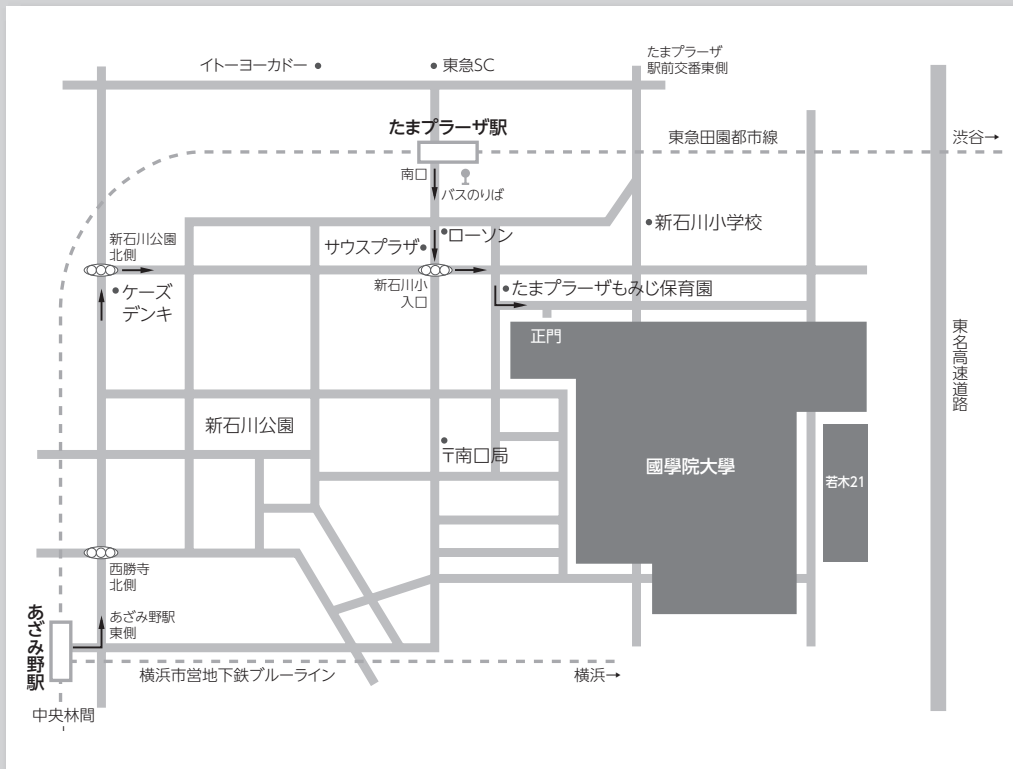 たまプラーザ
駅前交番東側
イトーヨーカドー
東急SC
たまプラーザ駅
東急田園都市線
渋谷→
南口
バスのりば
新石川小学校
ローソン
サウスプラザ
新石川公園
北側
新石川小
入口
ケーズ
デンキ
たまプラーザもみじ保育園
正門
東名高速道路
新石川公園
〒南口局
國學院大學
若木21
西勝寺
北側
あざみ野駅
東側
あざみ野駅
横浜市営地下鉄ブルーライン
横浜→
中央林間